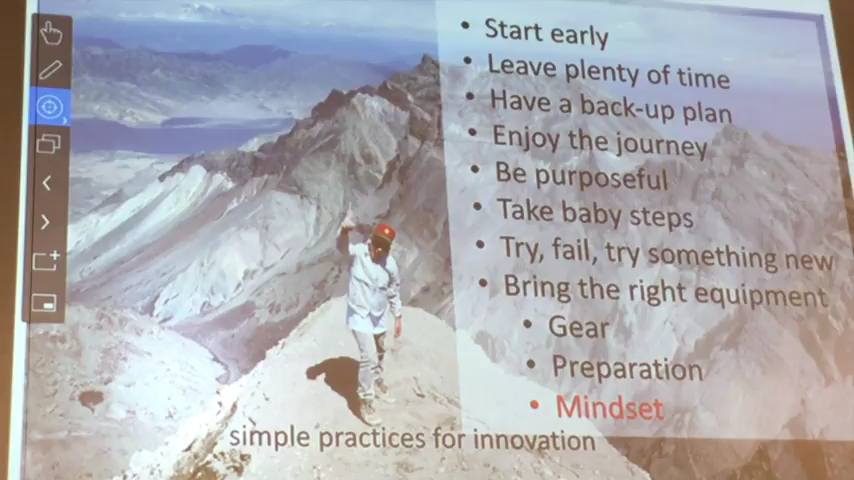 • Start early
• Leave plenty of time
• Have a back-up plan
• Enjoy the journey
• Be purposeful
• Take baby steps
• Try, fail, try something new
• Bring the right equipment
• Gear
• Preparation
• Mindset
simple practices for innovation